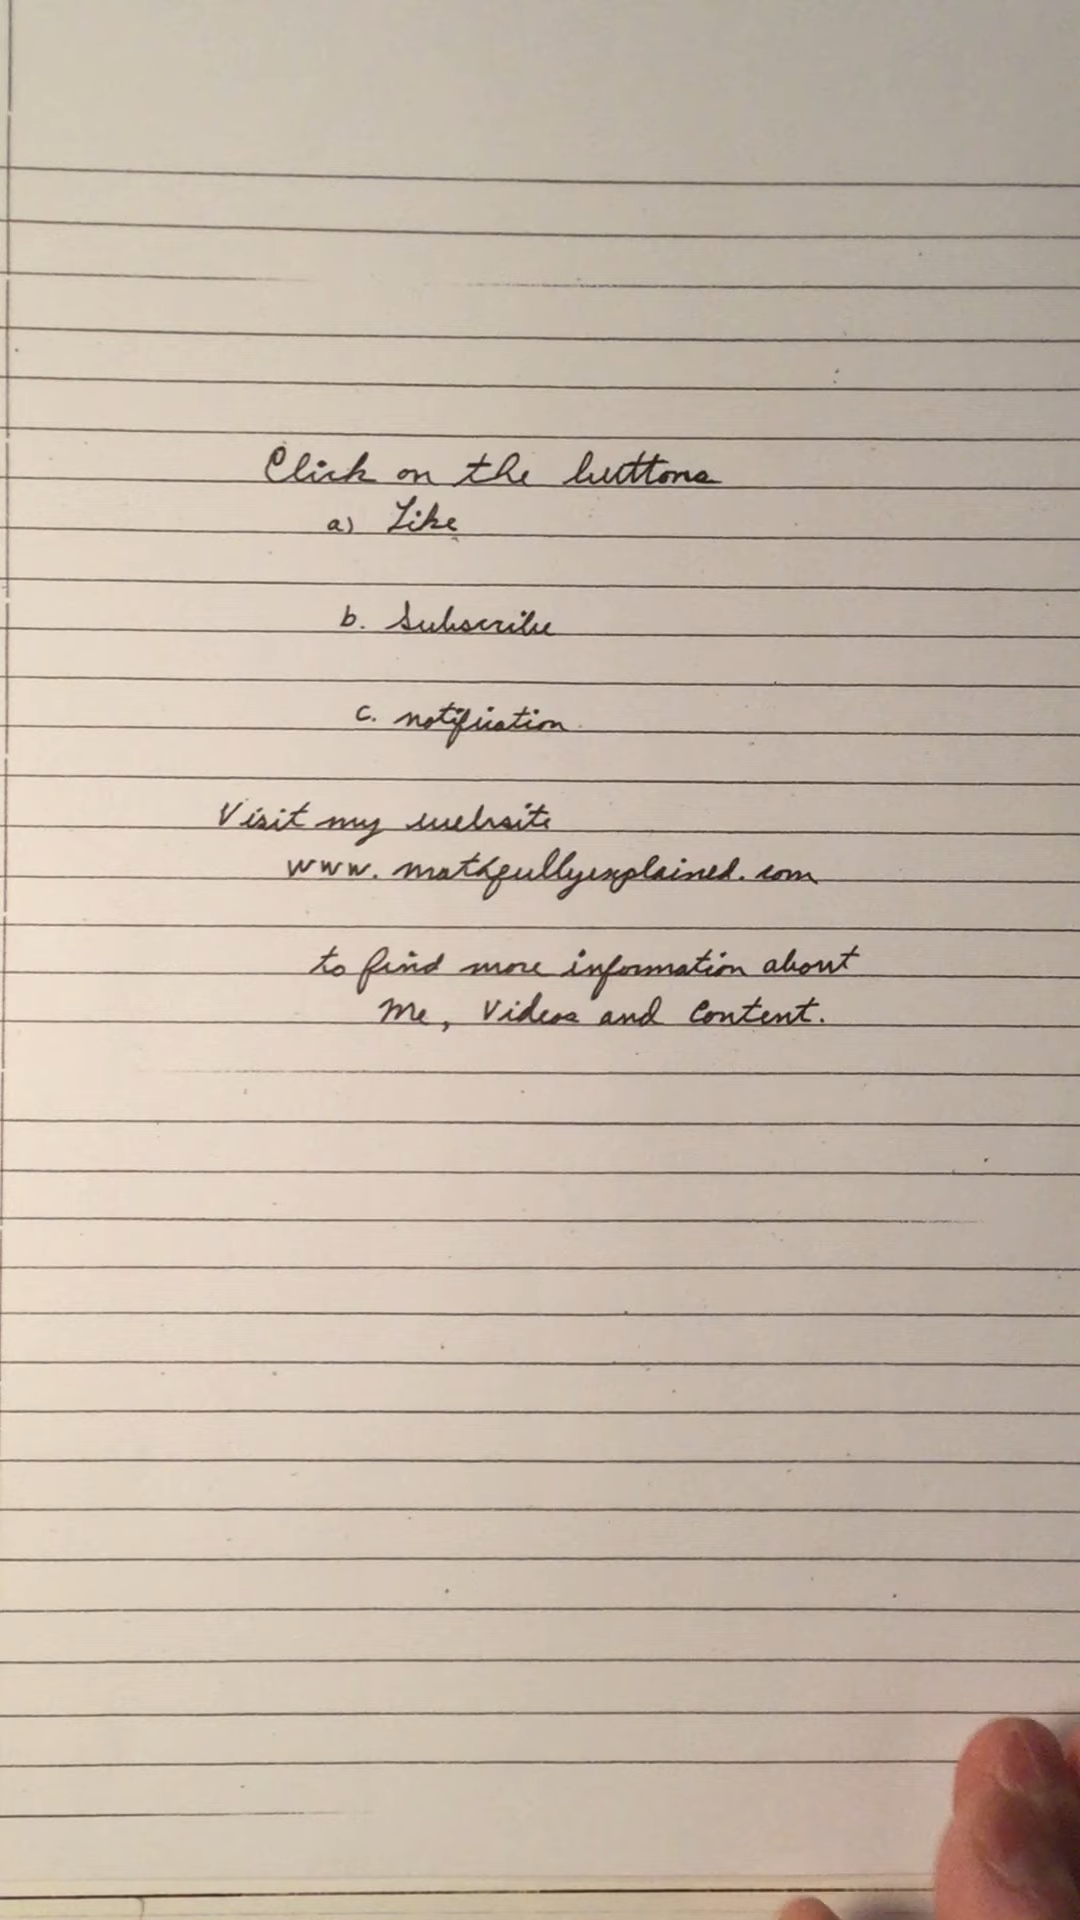 Click on the buttons
a) Like
b. Subscribe
c. notification
Visit my website
www.mathfullyexplained.com
to find more information about
Me, Videos and Content.